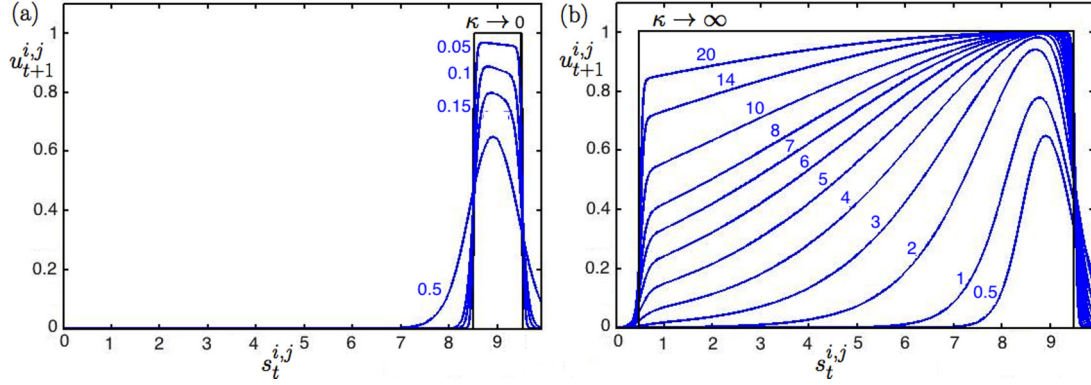 (a)
κ → 0
u_{t+1}^{i,j}
1
0.8
0.6
0.4
0.2
0
0.05
0.1
0.15
0.5
0 1 2 3 4 5 6 7 8 9
s_t^{i,j}
(b)
κ → ∞
u_{t+1}^{i,j}
1
0.8
0.6
0.4
0.2
0
20
14
10
8
7
6
5
4
3
2
1
0.5
0 1 2 3 4 5 6 7 8 9 10
s_t^{i,j}